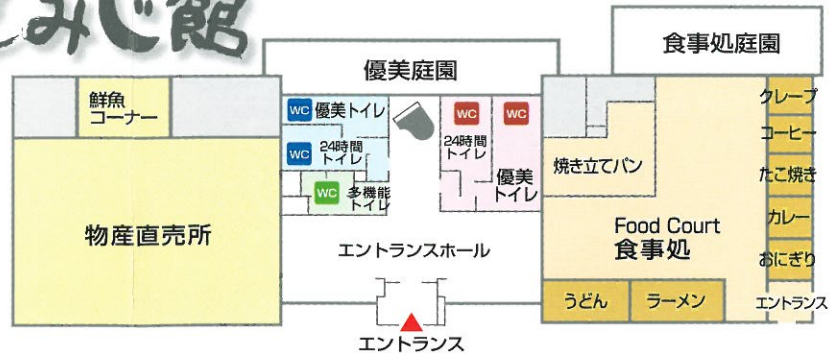 みじ館
優美庭園
食事処庭園
鮮魚
コーナー
WC 優美トイレ
WC 24時間
トイレ
WC 多機能
トイレ
WC WC
24時間
トイレ
優美
トイレ
焼き立てパン
クレープ
コーヒー
たこ焼き
カレー
おにぎり
物産直売所
エントランスホール
Food Court
食事処
うどん
ラーメン
エントランス
エントランス